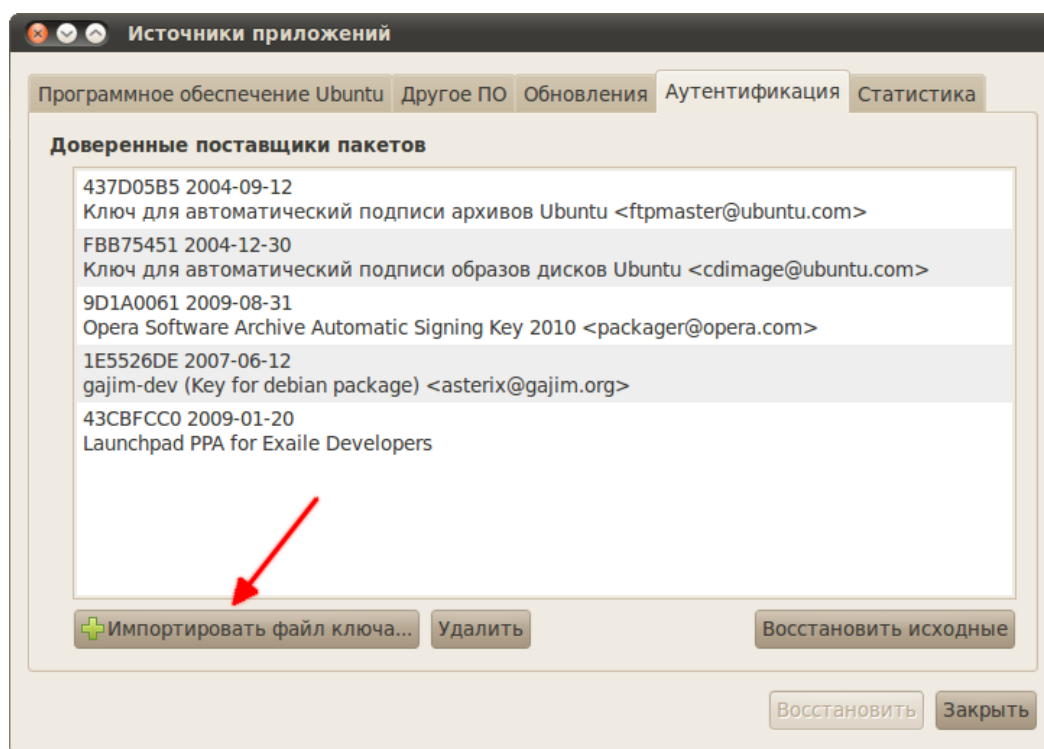 Источники приложений
Программное обеспечение Ubuntu Другое ПО Обновления Аутентификация Статистика
Доверенные поставщики пакетов
437D05B5 2004-09-12
Ключ для автоматический подписи архивов Ubuntu <ftpmaster@ubuntu.com>
FBB75451 2004-12-30
Ключ для автоматический подписи образов дисков Ubuntu <cdimage@ubuntu.com>
9D1A0061 2009-08-31
Opera Software Archive Automatic Signing Key 2010 <packager@opera.com>
1E5526DE 2007-06-12
gajim-dev (Key for debian package) <asterix@gajim.org>
43CBFCC0 2009-01-20
Launchpad PPA for Exaile Developers
Импортировать файл ключа... Удалить Восстановить исходные
Восстановить Закрыть